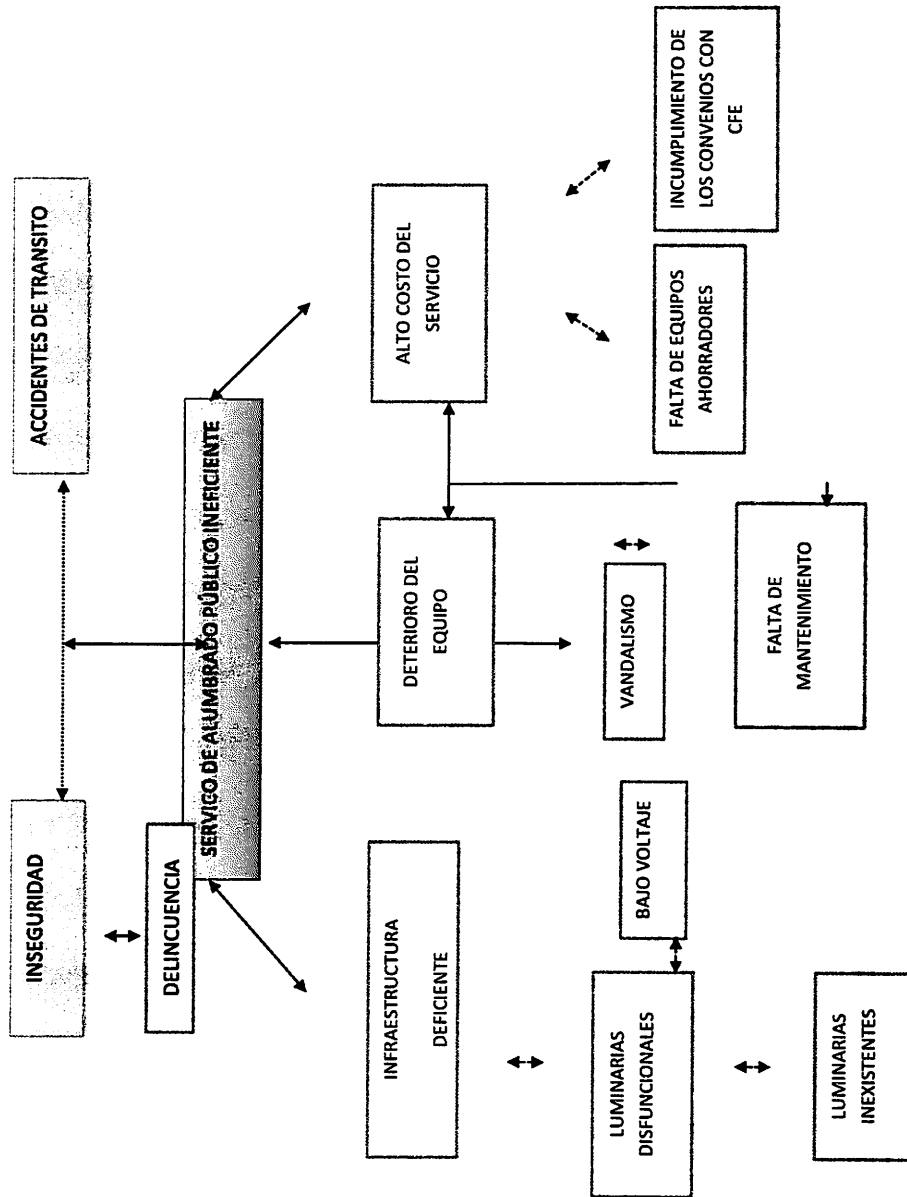 INSEGURIDAD
ACCIDENTES DE TRANSITO
DELINCUENCIA
SERVICO DE ALUMBRADO PÚBLICO INEFICIENTE
INFRAESTRUCTURA
DEFICIENTE
DETERIORO DEL
EQUIPO
ALTO COSTO DEL
SERVICIO
LUMINARIAS
DISFUNCIONALES
BAJO VOLTAJE
VANDALISMO
FALTA DE EQUIPOS
AHORRADORES
INCUMPLIMIENTO DE
LOS CONVENIOS CON
CFE
LUMINARIAS
INEXISTENTES
FALTA DE
MANTENIMIENTO